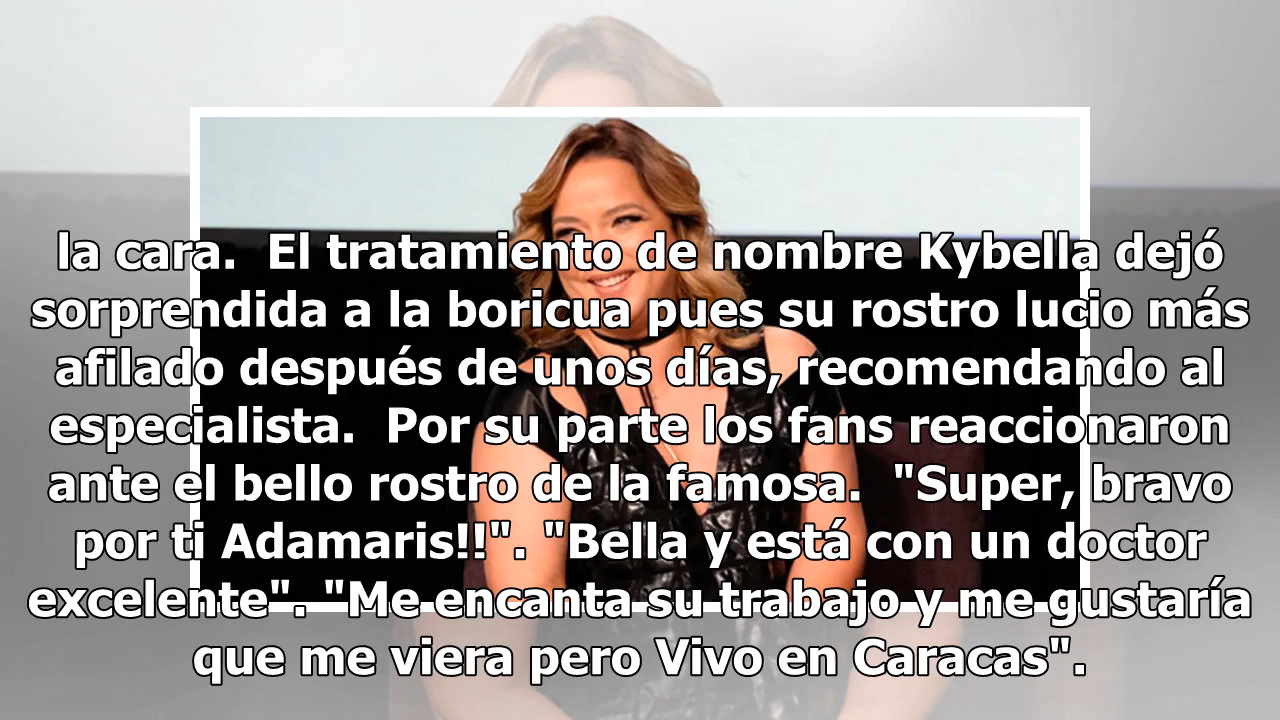 la cara.  El tratamiento de nombre Kybella dejó
sorprendida a la boricua pues su rostro lucio más
afilado después de unos días, recomendando al
especialista.  Por su parte los fans reaccionaron
ante el bello rostro de la famosa.  "Super, bravo
por ti Adamaris!!". "Bella y está con un doctor
excelente". "Me encanta su trabajo y me gustaría
que me viera pero Vivo en Caracas".